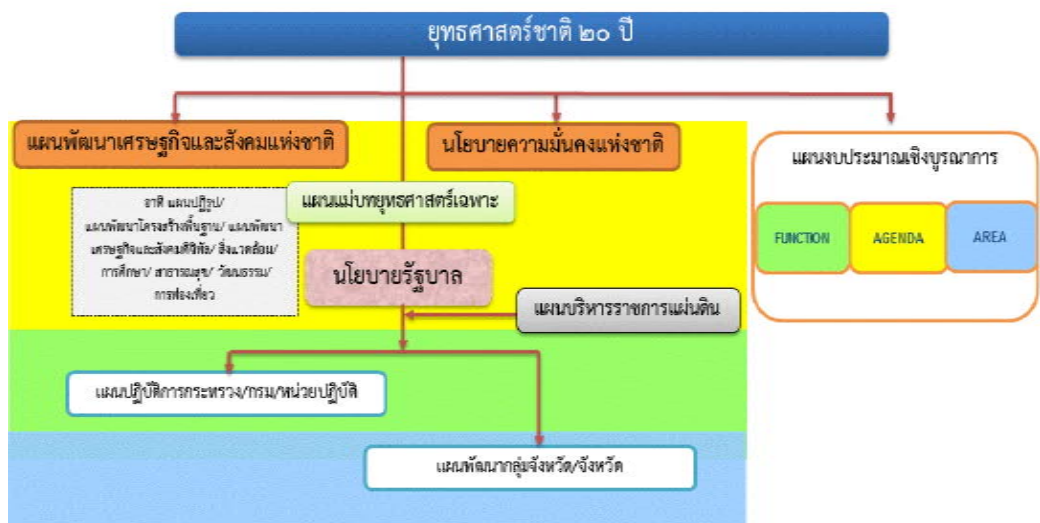 ยุทธศาสตร์ชาติ ๒๐ ปี
แผนพัฒนาเศรษฐกิจและสังคมแห่งชาติ
นโยบายความมั่นคงแห่งชาติ
แผนงบประมาณเชิงบูรณาการ
แผนแม่บทยุทธศาสตร์เฉพาะ
อาทิ แผนปฏิรูป/
แผนพัฒนาโครงสร้างพื้นฐาน/ แผนพัฒนา
เศรษฐกิจและสังคมดิจิทัล/ สิ่งแวดล้อม/
การศึกษา/ สาธารณสุข/ วัฒนธรรม/
การท่องเที่ยว
FUNCTION
AGENDA
AREA
นโยบายรัฐบาล
แผนบริหารราชการแผ่นดิน
แผนปฏิบัติการกระทรวง/กรม/หน่วยปฏิบัติ
แผนพัฒนากลุ่มจังหวัด/จังหวัด